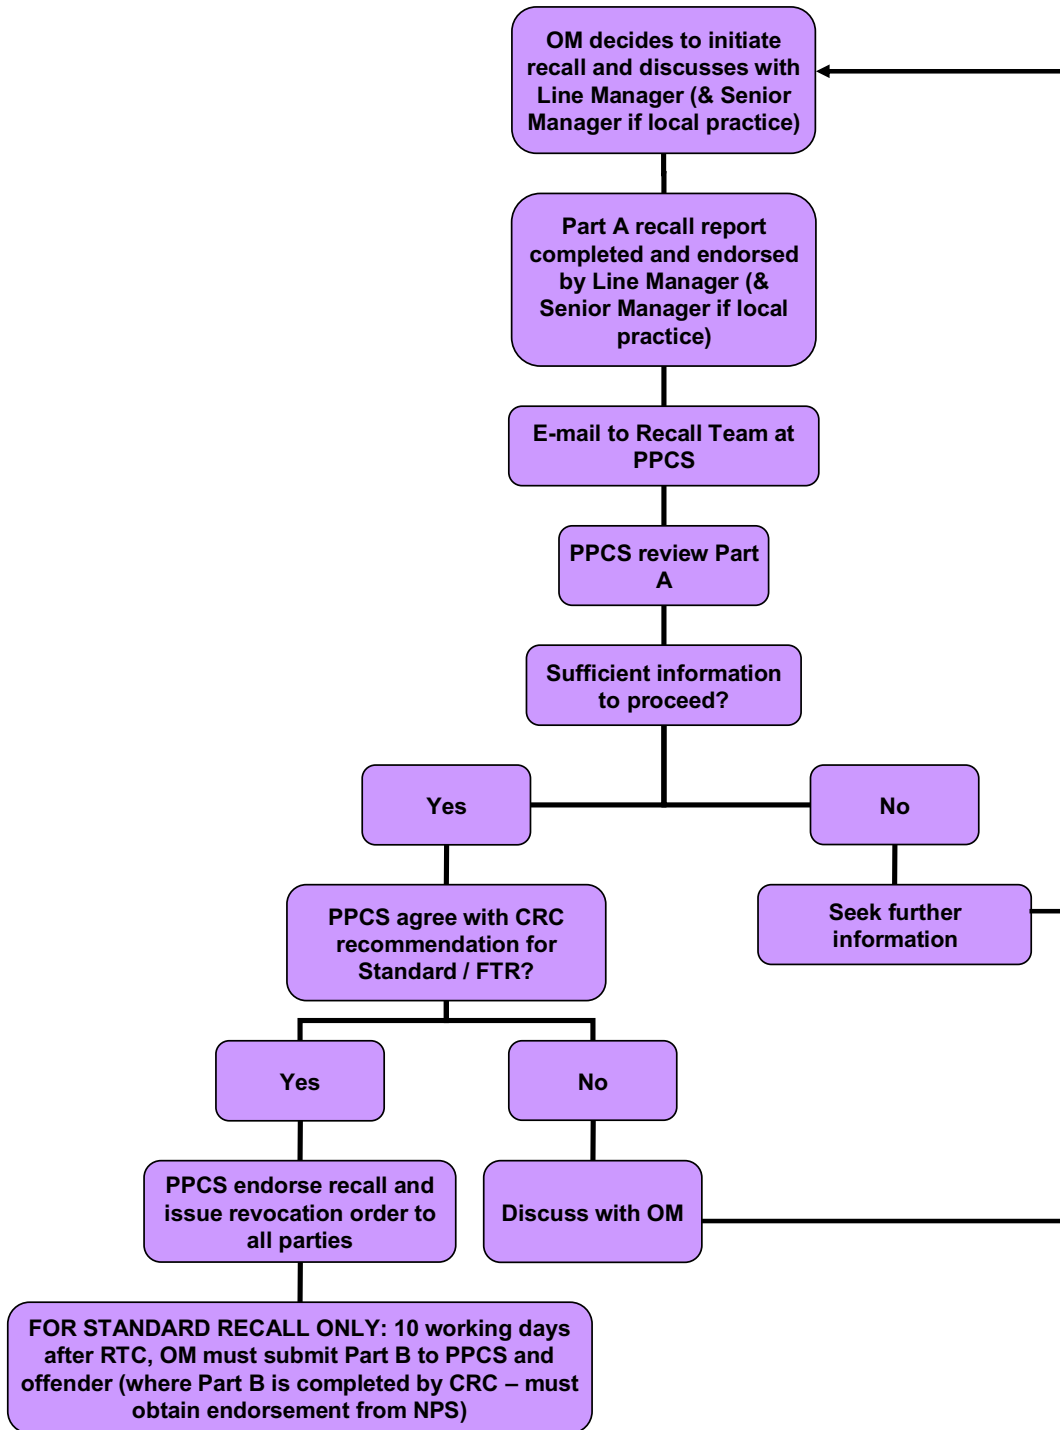 OM decides to initiate
recall and discusses with
Line Manager (& Senior
Manager if local practice)
Part A recall report
completed and endorsed
by Line Manager (&
Senior Manager if local
practice)
E-mail to Recall Team at
PPCS
PPCS review Part
A
Sufficient information
to proceed?
Yes
No
PPCS agree with CRC
recommendation for
Standard / FTR?
Seek further
information
Yes
No
PPCS endorse recall and
issue revocation order to
all parties
Discuss with OM
FOR STANDARD RECALL ONLY: 10 working days
after RTC, OM must submit Part B to PPCS and
offender (where Part B is completed by CRC – must
obtain endorsement from NPS)